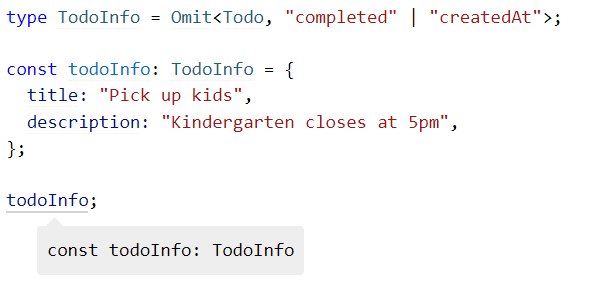 type TodoInfo = Omit<Todo, "completed" | "createdAt">;
const todoInfo: TodoInfo = {
  title: "Pick up kids",
  description: "Kindergarten closes at 5pm",
};
todoInfo;
const todoInfo: TodoInfo